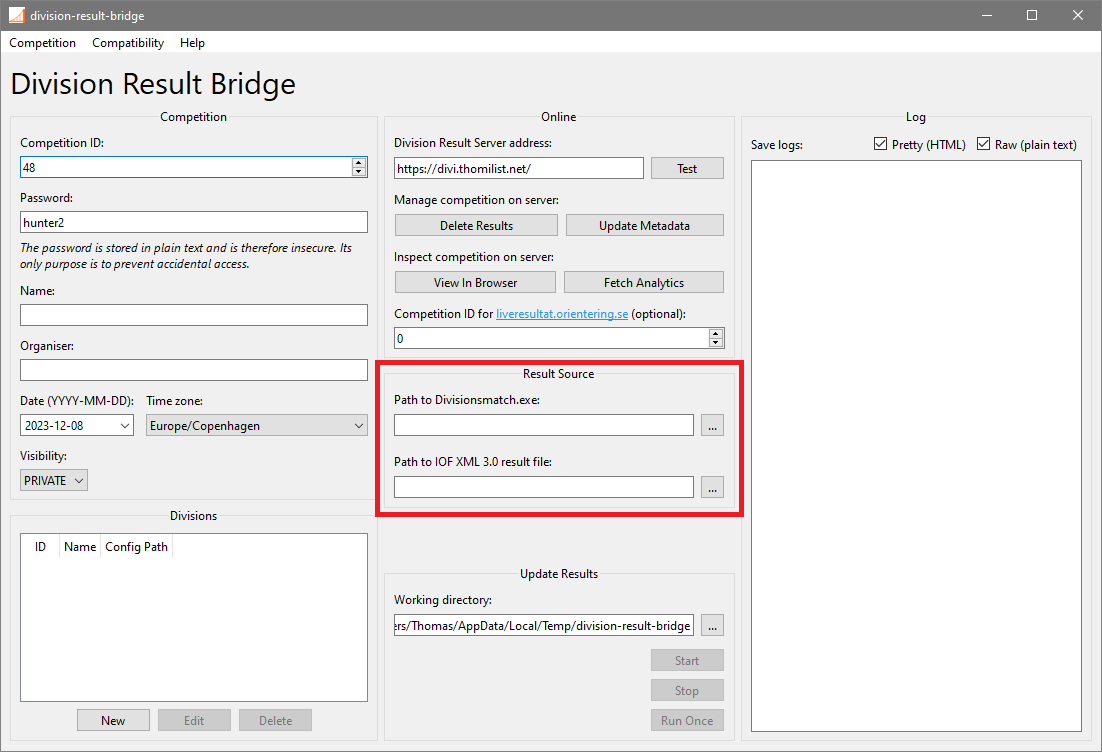 division-result-bridge
Competition Compatibility Help
Division Result Bridge
Competition
Competition ID:
48
Password:
hunter2
The password is stored in plain text and is therefore insecure. Its
only purpose is to prevent accidental access.
Name:
Organiser:
Date (YYYY-MM-DD): Time zone:
2023-12-08 Europe/Copenhagen
Visibility:
PRIVATE
Divisions
ID Name Config Path
New Edit Delete
Online
Division Result Server address:
https://divi.thomilist.net/ Test
Manage competition on server:
Delete Results Update Metadata
Inspect competition on server:
View In Browser Fetch Analytics
Competition ID for liveresultat.orientering.se (optional):
0
Result Source
Path to Divisionsmatch.exe:
...
Path to IOF XML 3.0 result file:
...
Update Results
Working directory:
ers/Thomas/AppData/Local/Temp/division-result-bridge ...
Start
Stop
Run Once
Log
Save logs: Pretty (HTML) Raw (plain text)